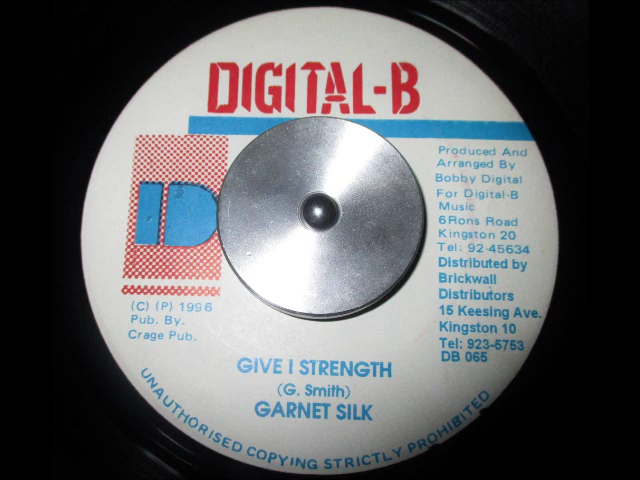 DIGITAL-B
Produced And
Arranged By
Bobby Digital
For Digital-B
Music
6Rons Road
Kingston 20
Tel: 92-45634
Distributed by
Brickwall
Distributors
15 Keesing Ave.
Kingston 10
Tel: 923-5753
DB 065
D
(C) (P) 1996
Pub. By.
Crage Pub.
GIVE I STRENGTH
(G. Smith)
GARNET SILK
UNAUTHORISED COPYING STRICTLY PROHIBITED